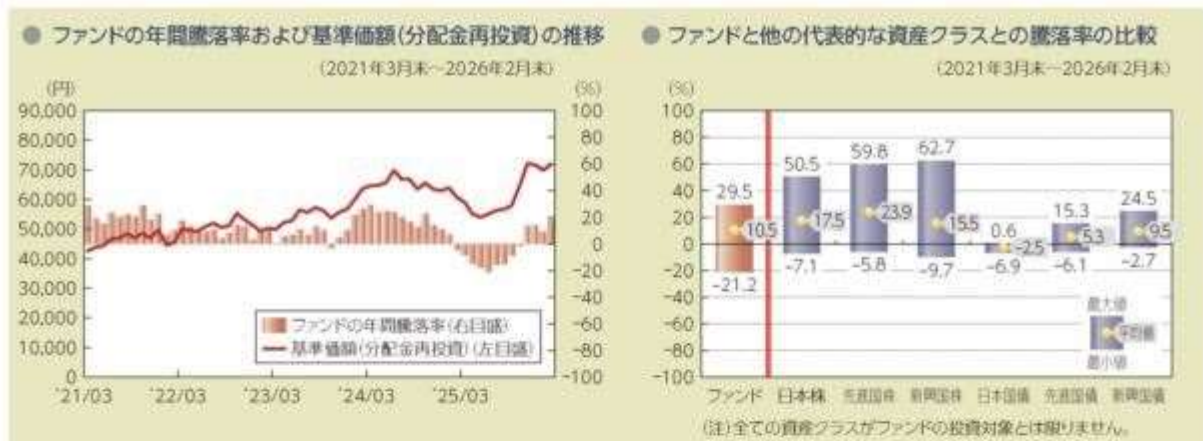 ● ファンドの年間騰落率および基準価額(分配金再投資)の推移
(2021年3月末~2026年2月末)
(円)
(%)
90,000
80,000
70,000
60,000
50,000
40,000
30,000
20,000
10,000
0
100
80
60
40
20
0
-20
-40
-60
-80
-100
ファンドの年間騰落率(右目盛)
基準価額(分配金再投資)(左目盛)
'21/03 '22/03 '23/03 '24/03 '25/03
● ファンドと他の代表的な資産クラスとの騰落率の比較
(2021年3月末~2026年2月末)
(%)
100
80
60
40
20
0
-20
-40
-60
-80
-100
29.5 50.5 59.8 62.7 0.6 15.3 24.5
10.5 17.5 23.9 15.5 -2.5 5.3 9.5
-21.2 -7.1 -5.8 -9.7 -6.9 -6.1 -2.7
最大値
平均値
最小値
ファンド 日本株 先進国株 新興国株 日本国債 先進国債 新興国債
(注)全ての資産クラスがファンドの投資対象とは限りません。